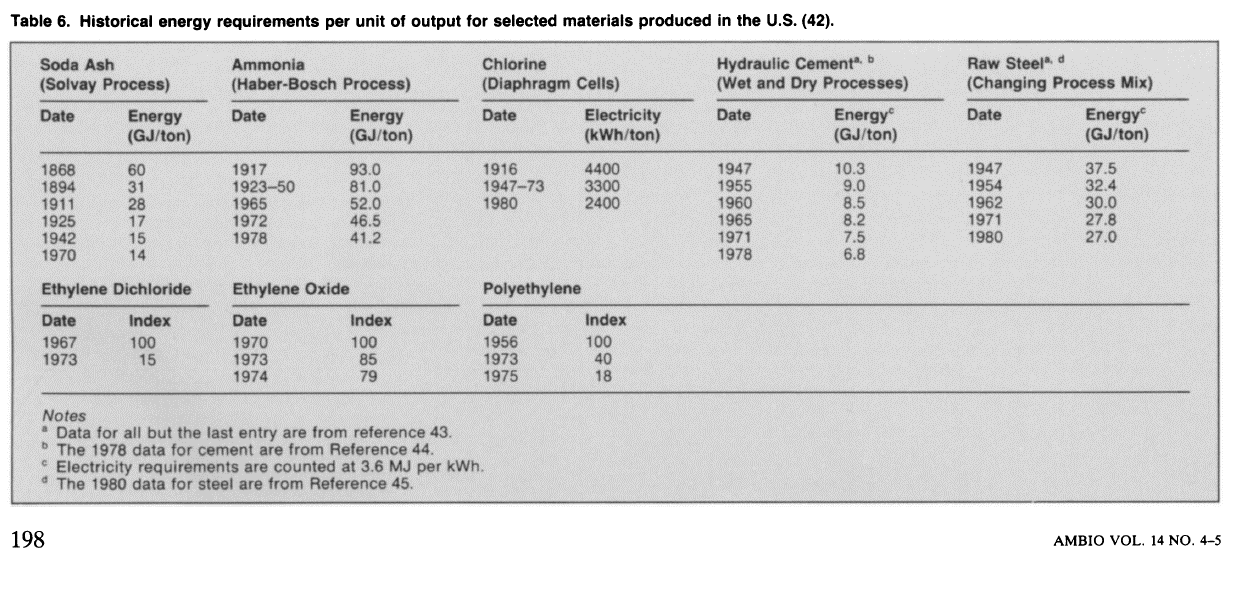 Table 6. Historical energy requirements per unit of output for selected materials produced in the U.S. (42).
Soda Ash Ammonia Chlorine Hydraulic Cementa, b Raw Steela, d
(Solvay Process) (Haber-Bosch Process) (Diaphragm Cells) (Wet and Dry Processes) (Changing Process Mix)
Date Energy Date Energy Date Electricity Date Energyc Date Energyc
(GJ/ton) (GJ/ton) (kWh/ton) (GJ/ton) (GJ/ton)
1868 60 1917 93.0 1916 4400 1947 10.3 1947 37.5
1894 31 1923–50 81.0 1947–73 3300 1955 9.0 1954 32.4
1911 28 1965 52.0 1980 2400 1960 8.5 1962 30.0
1925 17 1972 46.5 1965 8.2 1971 27.8
1942 15 1978 41.2 1971 7.5 1980 27.0
1970 14 1978 6.8
Ethylene Dichloride Ethylene Oxide Polyethylene
Date Index Date Index Date Index
1967 100 1970 100 1956 100
1973 15 1973 85 1973 40
1974 79 1975 18
Notes
a Data for all but the last entry are from reference 43.
b The 1978 data for cement are from Reference 44.
c Electricity requirements are counted at 3.6 MJ per kWh.
d The 1980 data for steel are from Reference 45.
198 AMBIO VOL. 14 NO. 4–5